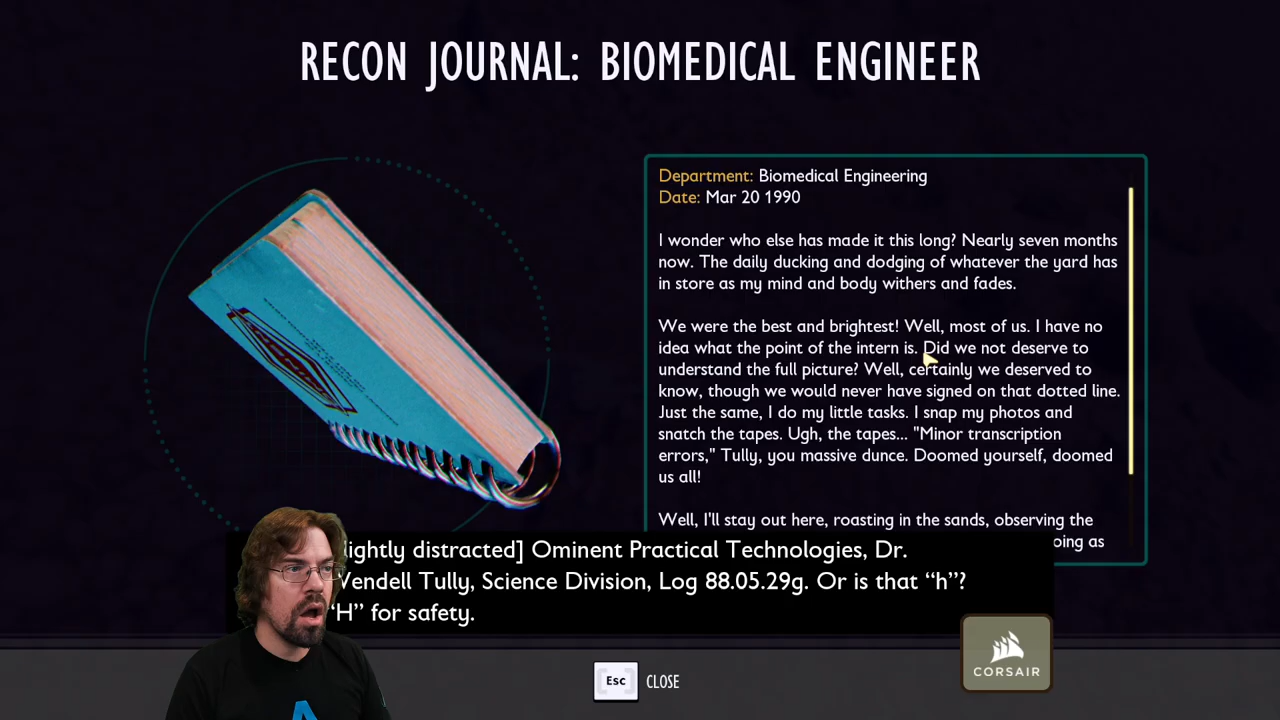 RECON JOURNAL: BIOMEDICAL ENGINEER
Department: Biomedical Engineering
Date: Mar 20 1990
I wonder who else has made it this long? Nearly seven months
now. The daily ducking and dodging of whatever the yard has
in store as my mind and body withers and fades.
We were the best and brightest! Well, most of us. I have no
idea what the point of the intern is. Did we not deserve to
understand the full picture? Well, certainly we deserved to
know, though we would never have signed on that dotted line.
Just the same, I do my little tasks. I snap my photos and
snatch the tapes. Ugh, the tapes... "Minor transcription
errors," Tully, you massive dunce. Doomed yourself, doomed
us all!
Well, I'll stay out here, roasting in the sands, observing the
oing as
lightly distracted] Ominent Practical Technologies, Dr.
Wendell Tully, Science Division, Log 88.05.29g. Or is that “h”?
“H” for safety.
CORSAIR
Esc CLOSE